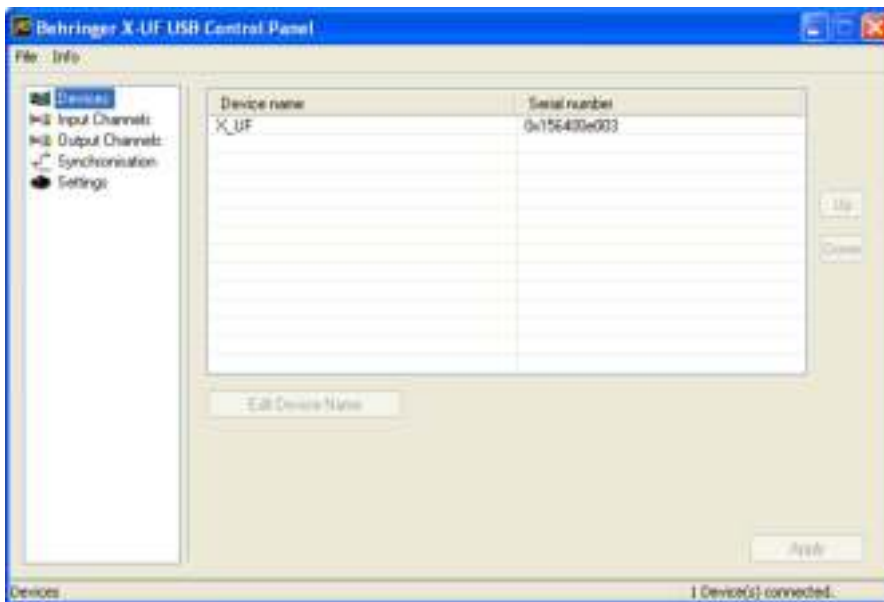 Behringer X-UF USB Control Panel
File Info
Devices
Input Channels
Output Channels
Synchronisation
Settings
Device name Serial number
X_UF 0x156400e003
Up
Down
Edit Device Name
Apply
Devices 1 Device(s) connected.